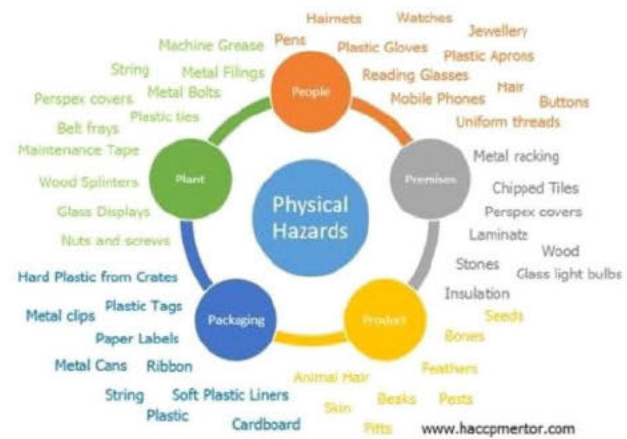 Hairnets
Watches
Jewellery
Machine Grease
Pens
Plastic Gloves
Plastic Aprons
String
Metal Filings
Reading Glasses
Hair
Perspex covers
Metal Bolts
People
Mobile Phones
Buttons
Plastic ties
Belt frays
Uniform threads
Maintenance Tape
Metal racking
Wood Splinters
Plant
Premises
Chipped Tiles
Glass Displays
Physical
Hazards
Perspex covers
Nuts and screws
Laminate
Wood
Stones
Glass light bulbs
Hard Plastic from Crates
Insulation
Metal clips
Plastic Tags
Packaging
Product
Seeds
Paper Labels
Bones
Metal Cans
Ribbon
Animal Hair
Feathers
String
Soft Plastic Liners
Skin
Beaks
Pests
Plastic
Cardboard
Pitts
www.haccpmertor.com